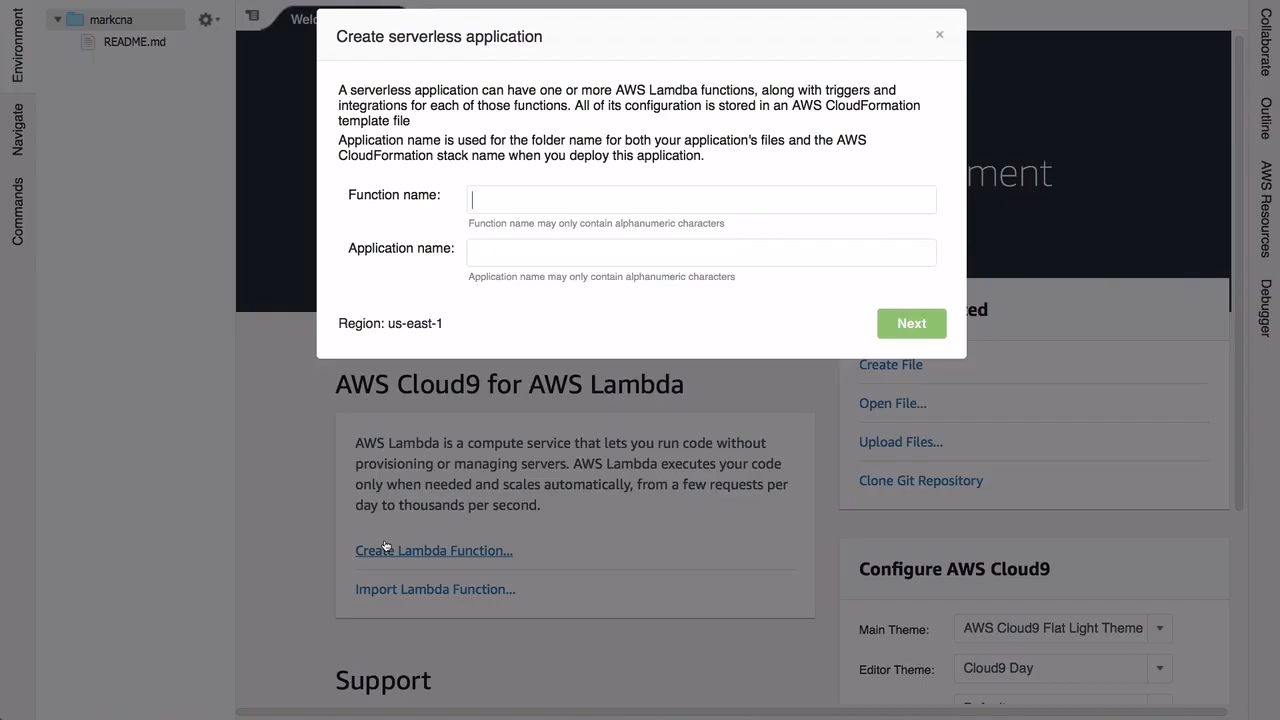 Environment
Navigate
Commands
markcna
README.md
Welc
Create serverless application
×
A serverless application can have one or more AWS Lamdba functions, along with triggers and
integrations for each of those functions. All of its configuration is stored in an AWS CloudFormation
template file
Application name is used for the folder name for both your application's files and the AWS
CloudFormation stack name when you deploy this application.
Function name:
Function name may only contain alphanumeric characters
Application name:
Application name may only contain alphanumeric characters
Region: us-east-1
Next
ment
ted
AWS Cloud9 for AWS Lambda
AWS Lambda is a compute service that lets you run code without
provisioning or managing servers. AWS Lambda executes your code
only when needed and scales automatically, from a few requests per
day to thousands per second.
Create Lambda Function...
Import Lambda Function...
Support
Create File
Open File...
Upload Files...
Clone Git Repository
Configure AWS Cloud9
Main Theme:
AWS Cloud9 Flat Light Theme
Editor Theme:
Cloud9 Day
Collaborate
Outline
AWS Resources
Debugger